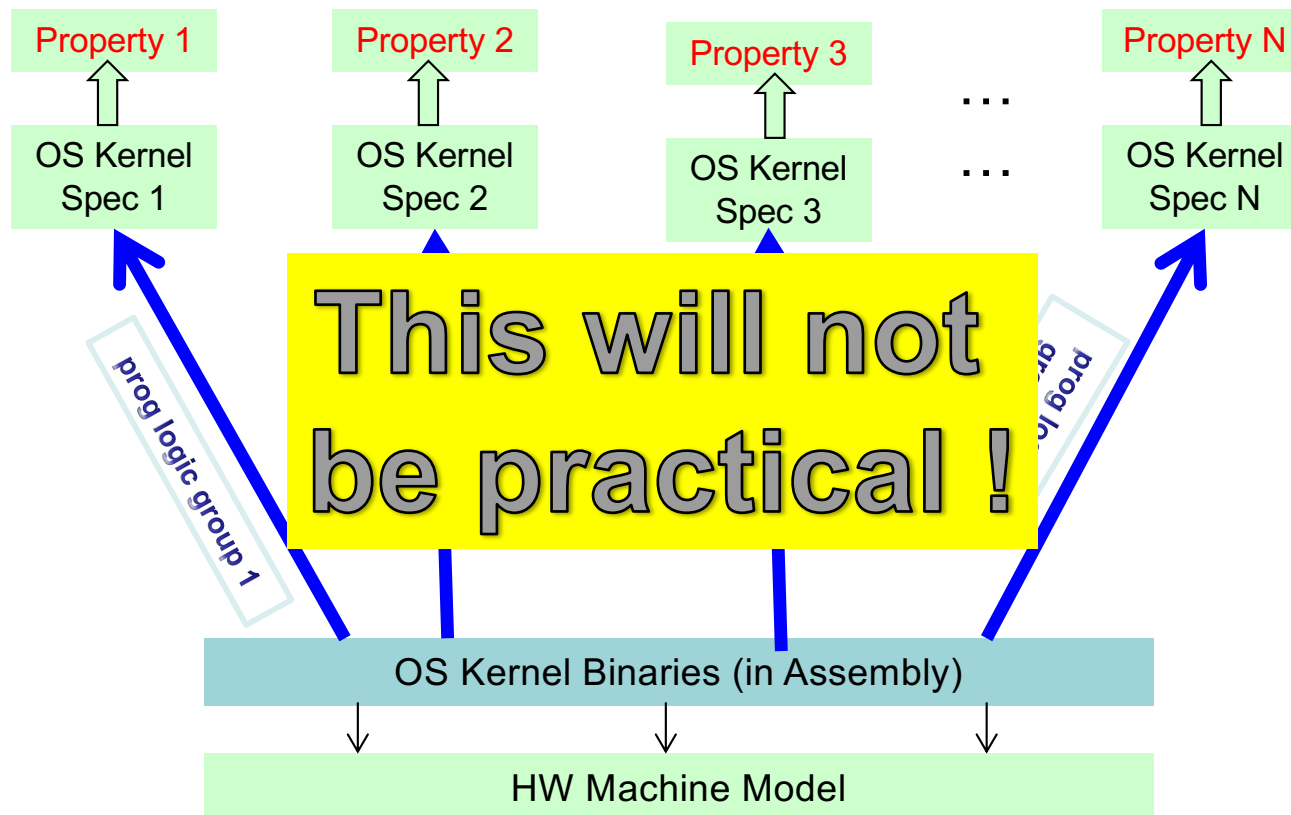 Property 1
Property 2
Property 3
Property N
...
OS Kernel
Spec 1
OS Kernel
Spec 2
OS Kernel
Spec 3
...
OS Kernel
Spec N
This will not
be practical !
prog logic group 1
prog
OS Kernel Binaries (in Assembly)
HW Machine Model